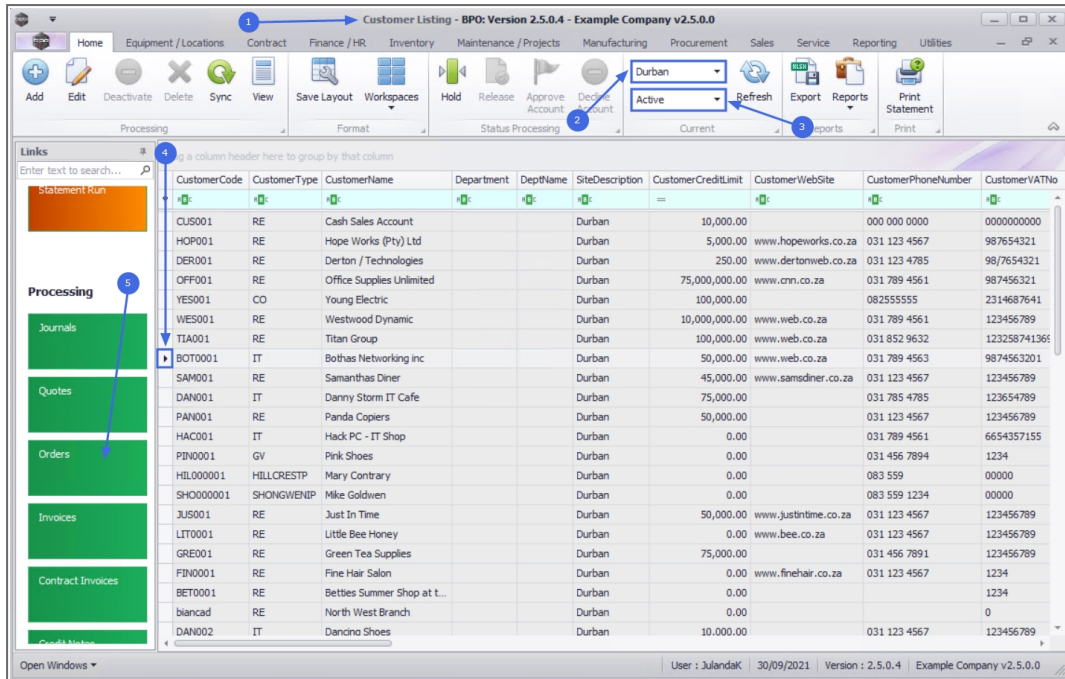 1
Customer Listing - BPO: Version 2.5.0.4 - Example Company v2.5.0.0
Home Equipment / Locations Contract Finance / HR Inventory Maintenance / Projects Manufacturing Procurement Sales Service Reporting Utilities
Add Edit Deactivate Delete Sync View Save Layout Workspaces Hold Release Approve Account Decline Account Durban Active Refresh Export Reports Print Statement
2 3
Processing Format Status Processing Current Reports Print
Links
4
a column header here to group by that column
Enter text to search...
CustomerCode CustomerType CustomerName Department DeptName SiteDescription CustomerCreditLimit CustomerWebSite CustomerPhoneNumber CustomerVATNo
Statement Run
CUS001 RE Cash Sales Account Durban 10,000.00 000 000 0000 0000000000
HOP001 RE Hope Works (Pty) Ltd Durban 5,000.00 www.hopeworks.co.za 031 123 4567 987654321
DER001 RE Derton / Technologies Durban 250.00 www.dertonweb.co.za 031 123 4785 98/7654321
OFF001 RE Office Supplies Unlimited Durban 75,000,000.00 www.cnn.co.za 031 789 4561 987456321
5
Processing
YES001 CO Young Electric Durban 100,000.00 082555555 2314687641
WES001 RE Westwood Dynamic Durban 10,000,000.00 www.web.co.za 031 789 4561 123456789
Journals
TIA001 RE Titan Group Durban 100,000.00 www.web.co.za 031 852 9632 123258741369
BOT0001 IT Bothas Networking inc Durban 50,000.00 www.web.co.za 031 789 4563 9874563201
SAM001 RE Samanthas Diner Durban 45,000.00 www.samsdiner.co.za 031 123 4567 123456789
Quotes
DAN001 IT Danny Storm IT Cafe Durban 75,000.00 031 785 4785 123654789
PAN001 RE Panda Copiers Durban 50,000.00 031 123 4567 123456789
HAC001 IT Hack PC - IT Shop Durban 0.00 031 789 4561 6654357155
Orders
PIN0001 GV Pink Shoes Durban 0.00 031 456 7894 1234
HIL000001 HILLCRESTP Mary Contrary Durban 0.00 083 559 00000
SHO000001 SHONGWENIP Mike Goldwen Durban 0.00 083 559 1234 00000
Invoices
JUS001 RE Just In Time Durban 50,000.00 www.justintime.co.za 031 123 4567 123456789
LIT0001 RE Little Bee Honey Durban 0.00 www.bee.co.za 031 123 4567 123456789
GRE001 RE Green Tea Supplies Durban 75,000.00 031 456 7891 123456789
Contract Invoices
FIN0001 RE Fine Hair Salon Durban 0.00 www.finehair.co.za 031 123 4567 1234
BET0001 RE Betties Summer Shop at t... Durban 0.00 1234
biancad RE North West Branch Durban 0.00 0
Credit Notes
DAN002 IT Dancing Shoes Durban 10,000.00 031 123 4567 123456789
Open Windows User : JulandaK 30/09/2021 Version : 2.5.0.4 Example Company v2.5.0.0